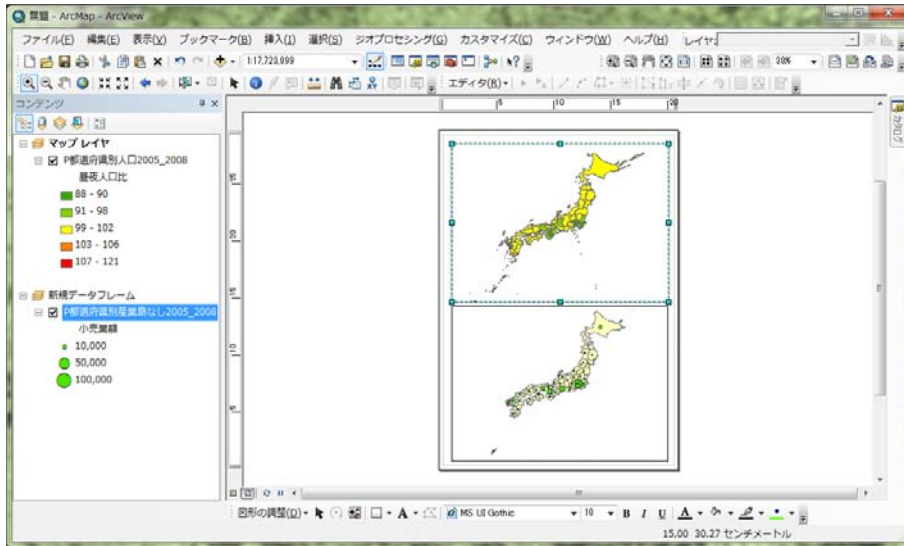 無題 - ArcMap - ArcView
ファイル(F) 編集(E) 表示(V) ブックマーク(B) 挿入(I) 選択(S) ジオプロセシング(G) カスタマイズ(C) ウィンドウ(W) ヘルプ(H) レイヤ:
1:17,723,899
38%
エディタ(R)
コンテンツ
カタログ
|5 |10 |15 |20
マップ レイヤ
P都道府県別人口2005_2008
昼夜人口比
88 - 90
91 - 98
99 - 102
103 - 106
107 - 121
新規データフレーム
P都道府県別産業島なし2005_2008
小売業額
10,000
50,000
100,000
|25
|20
|15
|10
|5
図形の調整(D) A MS UI Gothic 10 B I U A
15.00 30.27 センチメートル